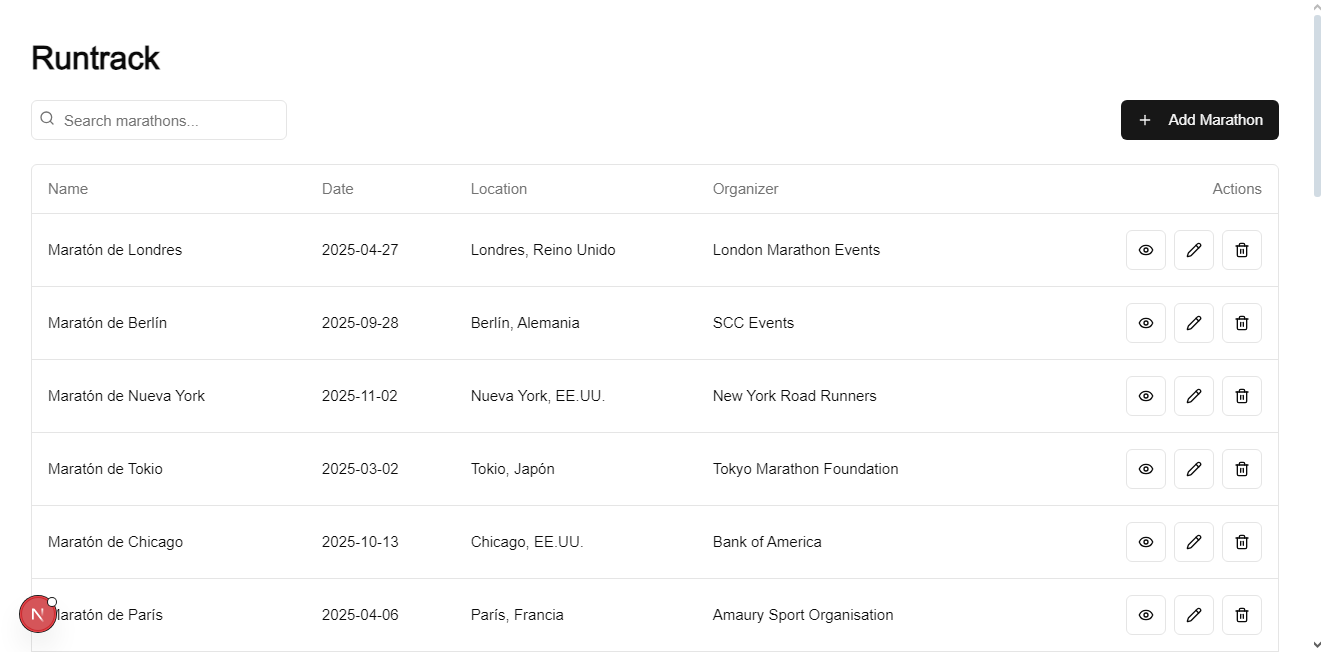 Runtrack
Search marathons...
+ Add Marathon
Name Date Location Organizer Actions
Maratón de Londres 2025-04-27 Londres, Reino Unido London Marathon Events
Maratón de Berlín 2025-09-28 Berlín, Alemania SCC Events
Maratón de Nueva York 2025-11-02 Nueva York, EE.UU. New York Road Runners
Maratón de Tokio 2025-03-02 Tokio, Japón Tokyo Marathon Foundation
Maratón de Chicago 2025-10-13 Chicago, EE.UU. Bank of America
Maratón de París 2025-04-06 París, Francia Amaury Sport Organisation
N